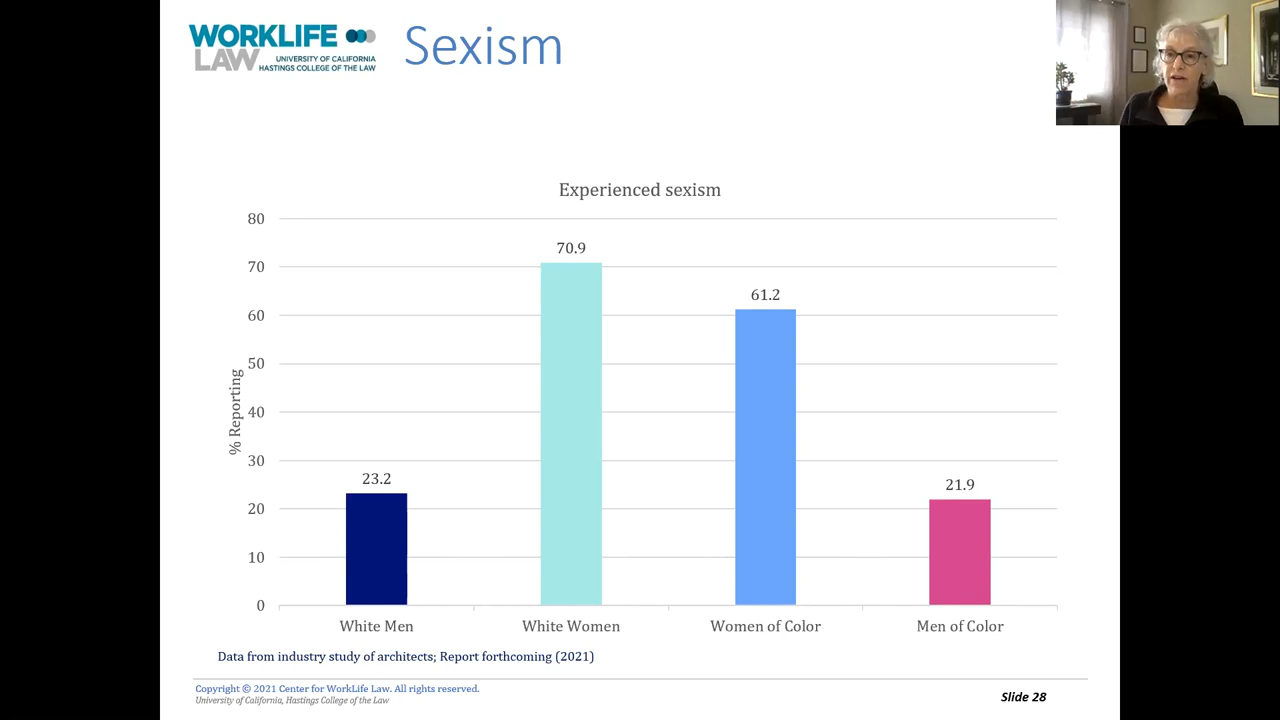 WORKLIFE
LAW
UNIVERSITY OF CALIFORNIA
HASTINGS COLLEGE OF THE LAW
Sexism
Experienced sexism
% Reporting
80
70
60
50
40
30
20
10
0
23.2
70.9
61.2
21.9
White Men
White Women
Women of Color
Men of Color
Data from industry study of architects; Report forthcoming (2021)
Copyright © 2021 Center for WorkLife Law. All rights reserved.
University of California, Hastings College of the Law
Slide 28